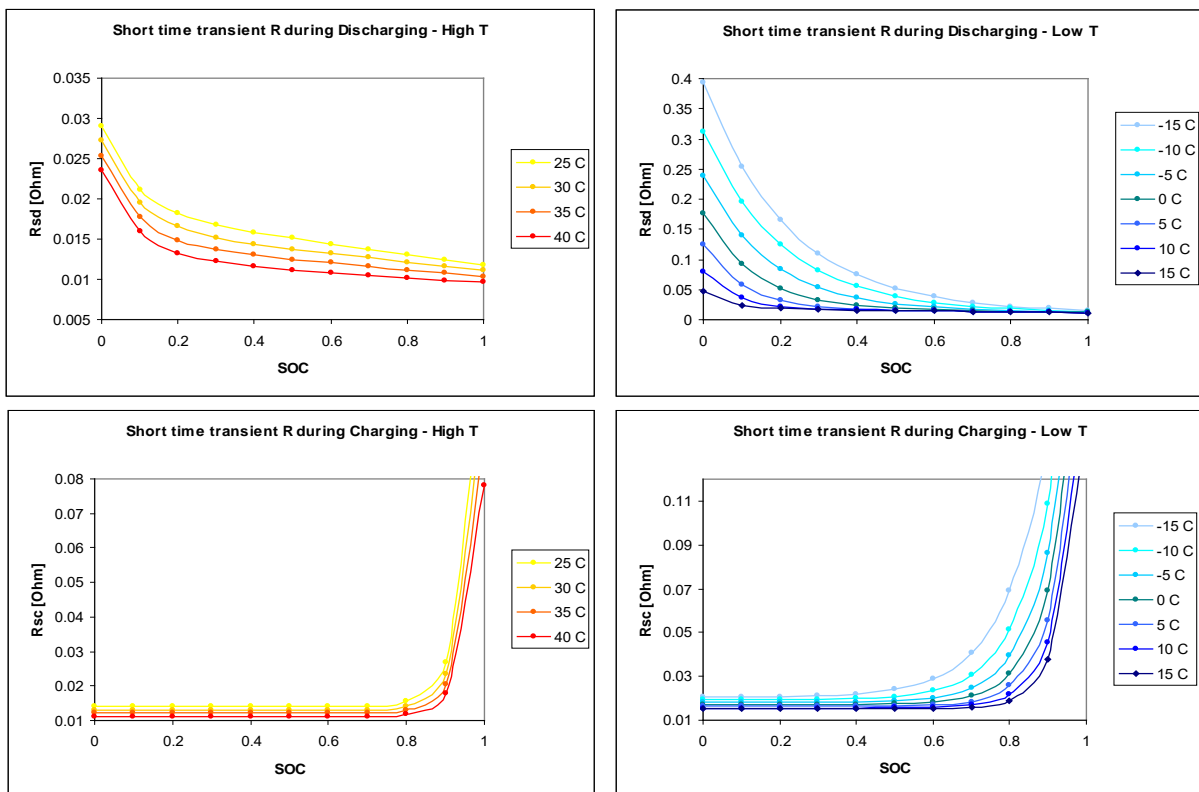 Short time transient R during Discharging - High T
0.035
0.03
0.025
0.02
0.015
0.01
0.005
Rsd [Ohm]
0 0.2 0.4 0.6 0.8 1
SOC
25 C
30 C
35 C
40 C
Short time transient R during Discharging - Low T
0.4
0.35
0.3
0.25
0.2
0.15
0.1
0.05
0
Rsd [Ohm]
0 0.2 0.4 0.6 0.8 1
SOC
-15 C
-10 C
-5 C
0 C
5 C
10 C
15 C
Short time transient R during Charging - High T
0.08
0.07
0.06
0.05
0.04
0.03
0.02
0.01
Rsc [Ohm]
0 0.2 0.4 0.6 0.8 1
SOC
25 C
30 C
35 C
40 C
Short time transient R during Charging - Low T
0.11
0.09
0.07
0.05
0.03
0.01
Rsc [Ohm]
0 0.2 0.4 0.6 0.8 1
SOC
-15 C
-10 C
-5 C
0 C
5 C
10 C
15 C